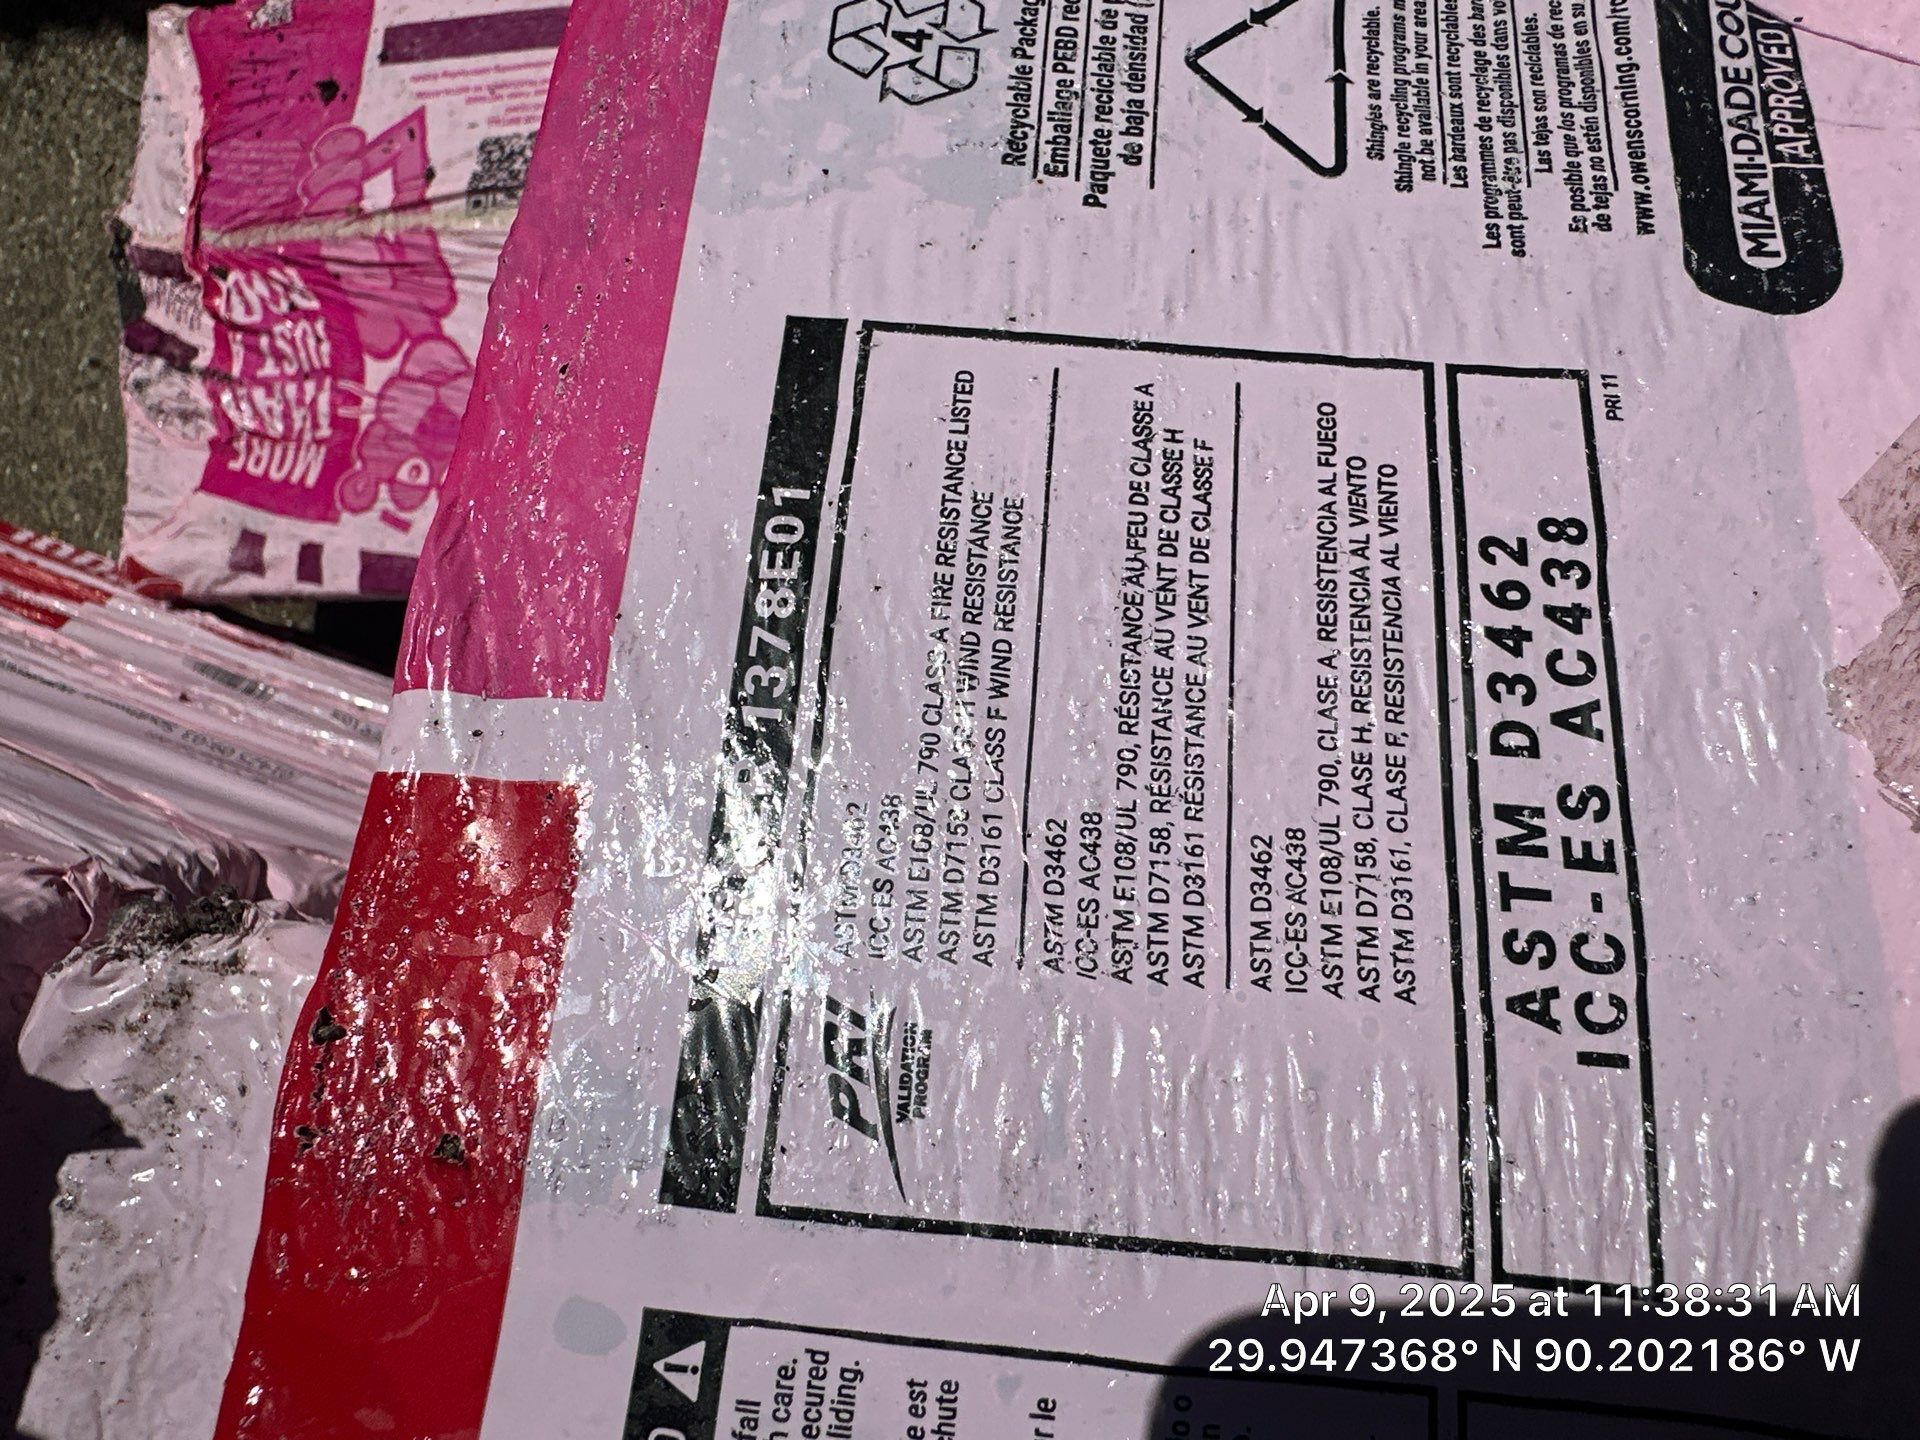 4
Recyclable Packag
Emballage PEBD rec
Paquete reciclable de p
de baja densidad
Shingles are recyclable.
Shingle recycling programs m
not be available in your area.
Les bardeaux sont recyclables
Les programmes de recyclage des bar
sont peut-être pas disponibles dans vo
Las tejas son reciclables.
Es posible que los programas de rec
de tejas no estén disponibles en su
www.owenscorning.com/ro
MIAMI-DADE COU
APPROVED
MORE
THAN
JUST A
1378E01
PRI
VALIDATION
PROGRAM
ASTM D3462
ICC-ES AC438
ASTM E108/UL 790 CLASS A FIRE RESISTANCE LISTED
ASTM D7158 CLASS H WIND RESISTANCE
ASTM D3161 CLASS F WIND RESISTANCE
ASTM D3462
ICC-ES AC438
ASTM E108/UL 790, RÉSISTANCE AU FEU DE CLASSE A
ASTM D7158, RÉSISTANCE AU VENT DE CLASSE H
ASTM D3161 RÉSISTANCE AU VENT DE CLASSE F
ASTM D3462
ICC-ES AC438
ASTM E108/UL 790, CLASE A, RESISTENCIA AL FUEGO
ASTM D7158, CLASE H, RESISTENCIA AL VIENTO
ASTM D3161, CLASE F, RESISTENCIA AL VIENTO
ASTM D3462
ICC-ES AC438
PRI 11
fall
n care.
ecured
liding.
e est
chute
r le
Apr 9, 2025 at 11:38:31 AM
29.947368° N 90.202186° W